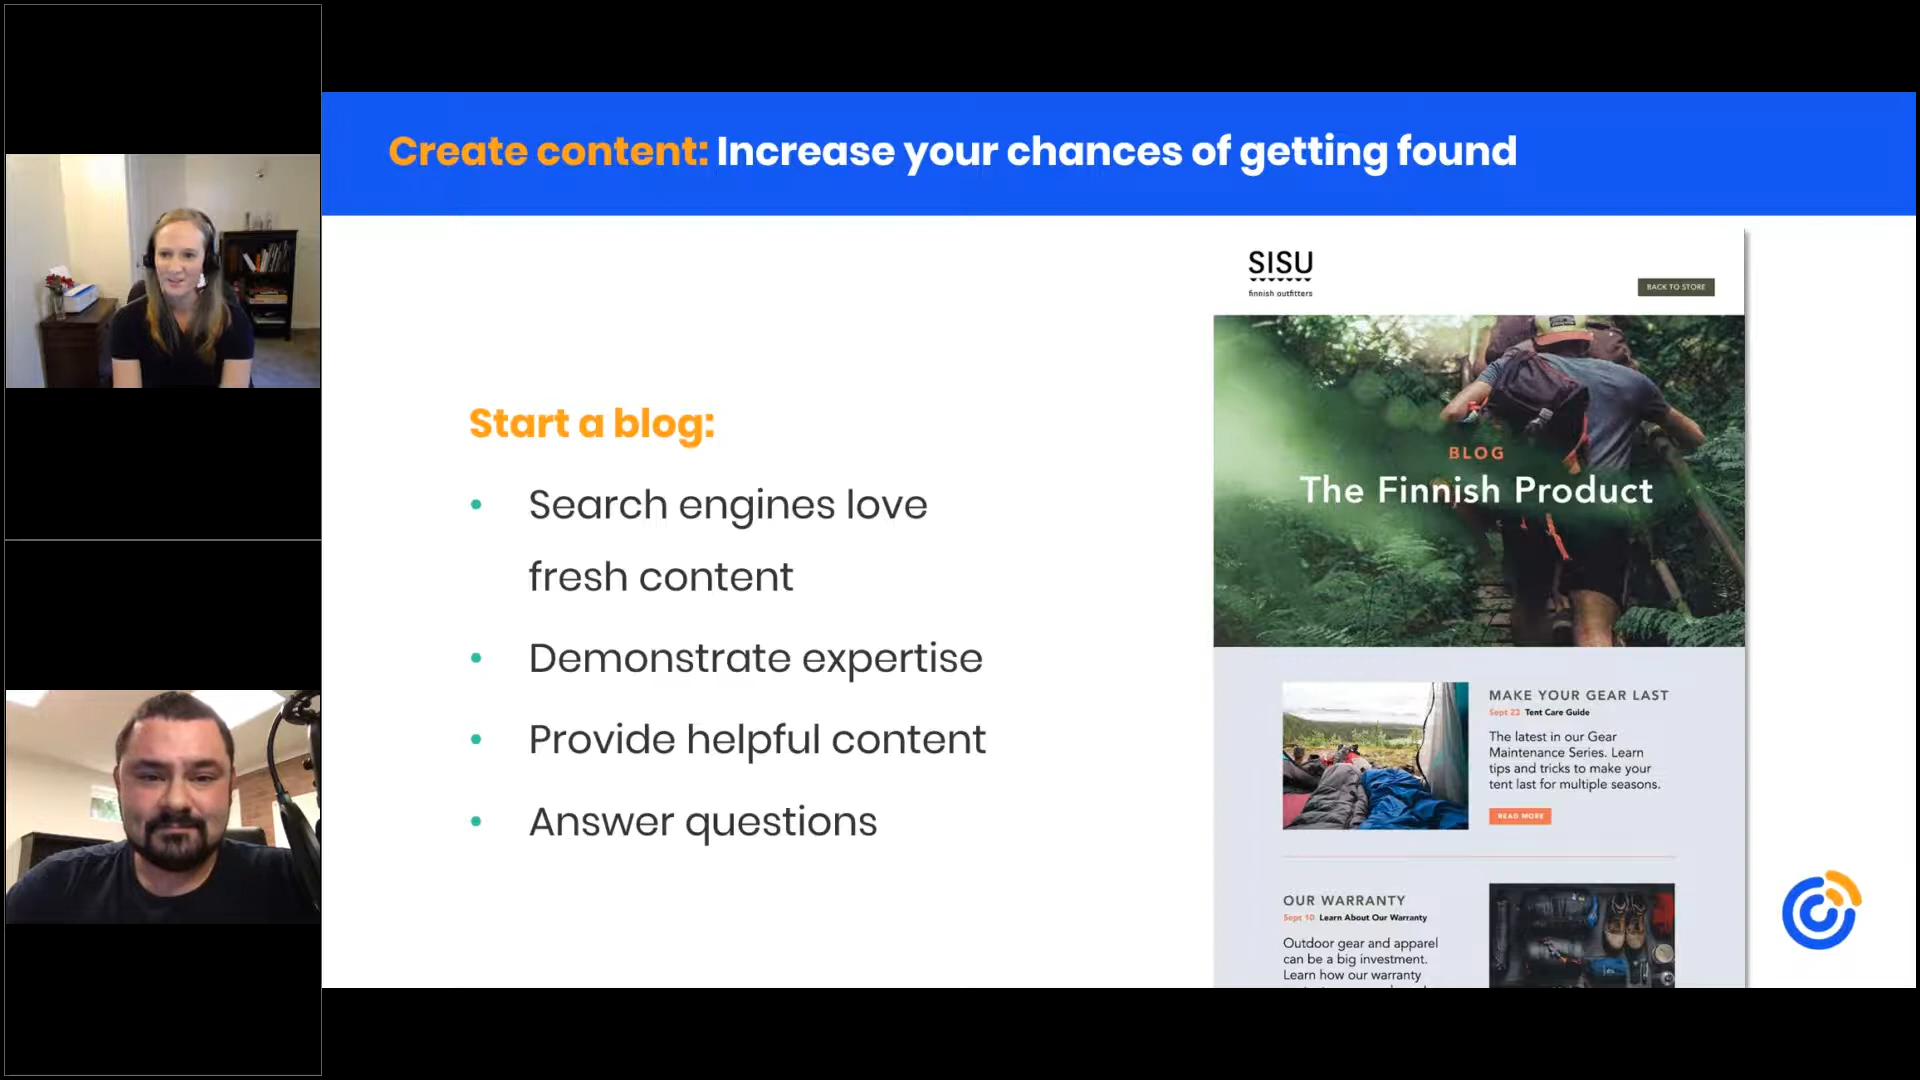 Create content: Increase your chances of getting found
Start a blog:
• Search engines love
fresh content
• Demonstrate expertise
• Provide helpful content
• Answer questions
SISU
finnish outfitters
BACK TO STORE
BLOG
The Finnish Product
MAKE YOUR GEAR LAST
Sept 23 Tent Care Guide
The latest in our Gear
Maintenance Series. Learn
tips and tricks to make your
tent last for multiple seasons.
READ MORE
OUR WARRANTY
Sept 10 Learn About Our Warranty
Outdoor gear and apparel
can be a big investment.
Learn how our warranty